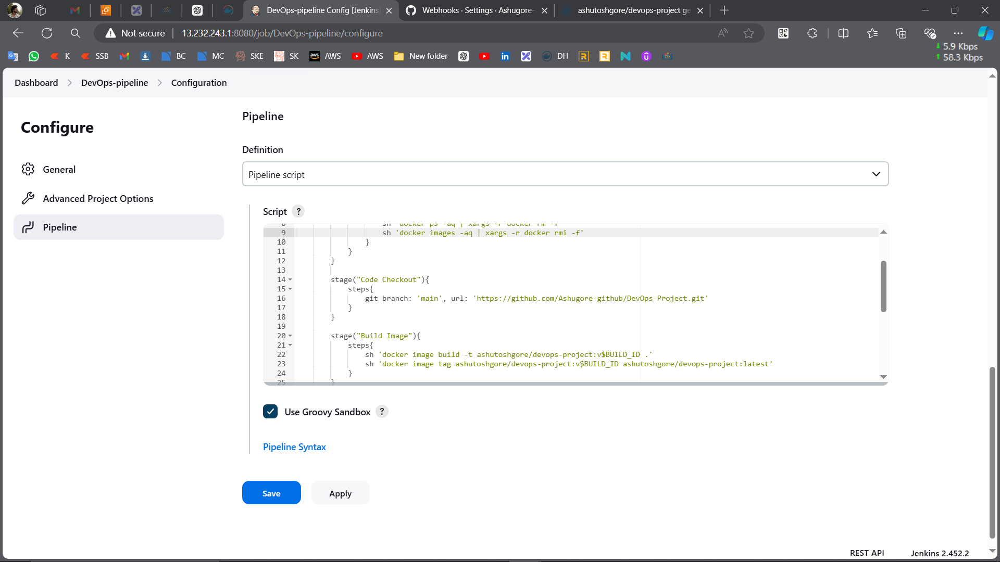 DevOps-pipeline Config [Jenkins]
Webhooks · Settings · Ashugore-
ashutoshgore/devops-project ge
Not secure
13.232.243.1:8080/job/DevOps-pipeline/configure
5.9 Kbps
58.3 Kbps
K
SSB
BC
MC
SKE
SK
AWS
AWS
New folder
DH
Dashboard
DevOps-pipeline
Configuration
Configure
General
Advanced Project Options
Pipeline
Pipeline
Definition
Pipeline script
Script ?
8 sh 'docker ps -aq | xargs -r docker rm -f'
9 sh 'docker images -aq | xargs -r docker rmi -f'
10 }
11 }
12 }
13
14 stage("Code Checkout"){
15 steps{
16 git branch: 'main', url: 'https://github.com/Ashugore-github/DevOps-Project.git'
17 }
18 }
19
20 stage("Build Image"){
21 steps{
22 sh 'docker image build -t ashutoshgore/devops-project:v$BUILD_ID .'
23 sh 'docker image tag ashutoshgore/devops-project:v$BUILD_ID ashutoshgore/devops-project:latest'
24 }
25 }
Use Groovy Sandbox ?
Pipeline Syntax
Save
Apply
REST API
Jenkins 2.452.2